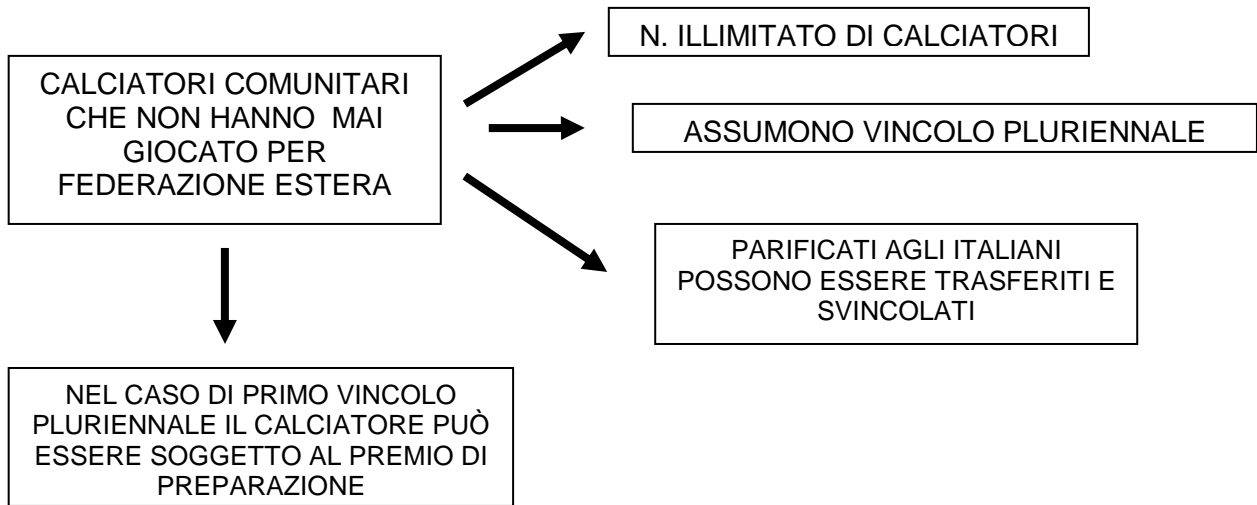 N. ILLIMITATO DI CALCIATORI
CALCIATORI COMUNITARI
CHE NON HANNO MAI
GIOCATO PER
FEDERAZIONE ESTERA
ASSUMONO VINCOLO PLURIENNALE
PARIFICATI AGLI ITALIANI
POSSONO ESSERE TRASFERITI E
SVINCOLATI
NEL CASO DI PRIMO VINCOLO
PLURIENNALE IL CALCIATORE PUÒ
ESSERE SOGGETTO AL PREMIO DI
PREPARAZIONE